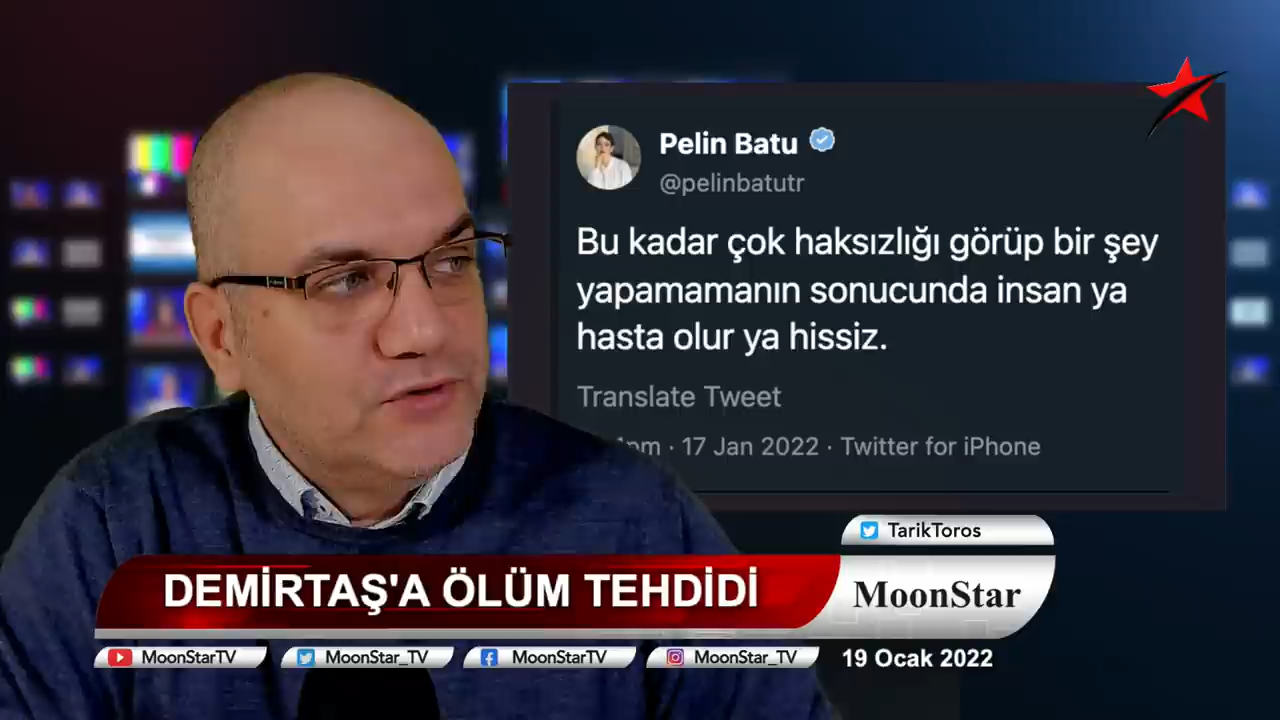 Pelin Batu
@pelinbatutr
Bu kadar çok haksızlığı görüp bir şey
yapamamanın sonucunda insan ya
hasta olur ya hissiz.
Translate Tweet
pm · 17 Jan 2022 · Twitter for iPhone
TarikToros
DEMİRTAŞ'A ÖLÜM TEHDİDİ
MoonStar
MoonStarTV
MoonStar_TV
MoonStarTV
MoonStar_TV
19 Ocak 2022